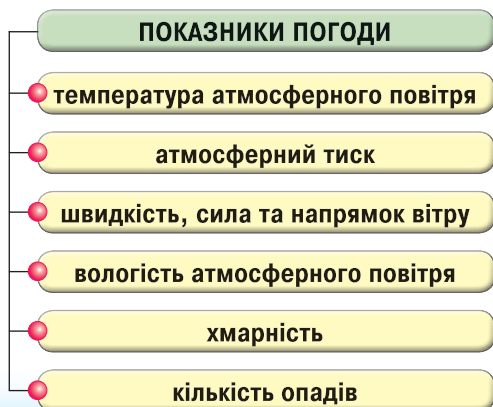 ПОКАЗНИКИ ПОГОДИ
температура атмосферного повітря
атмосферний тиск
швидкість, сила та напрямок вітру
вологість атмосферного повітря
хмарність
кількість опадів